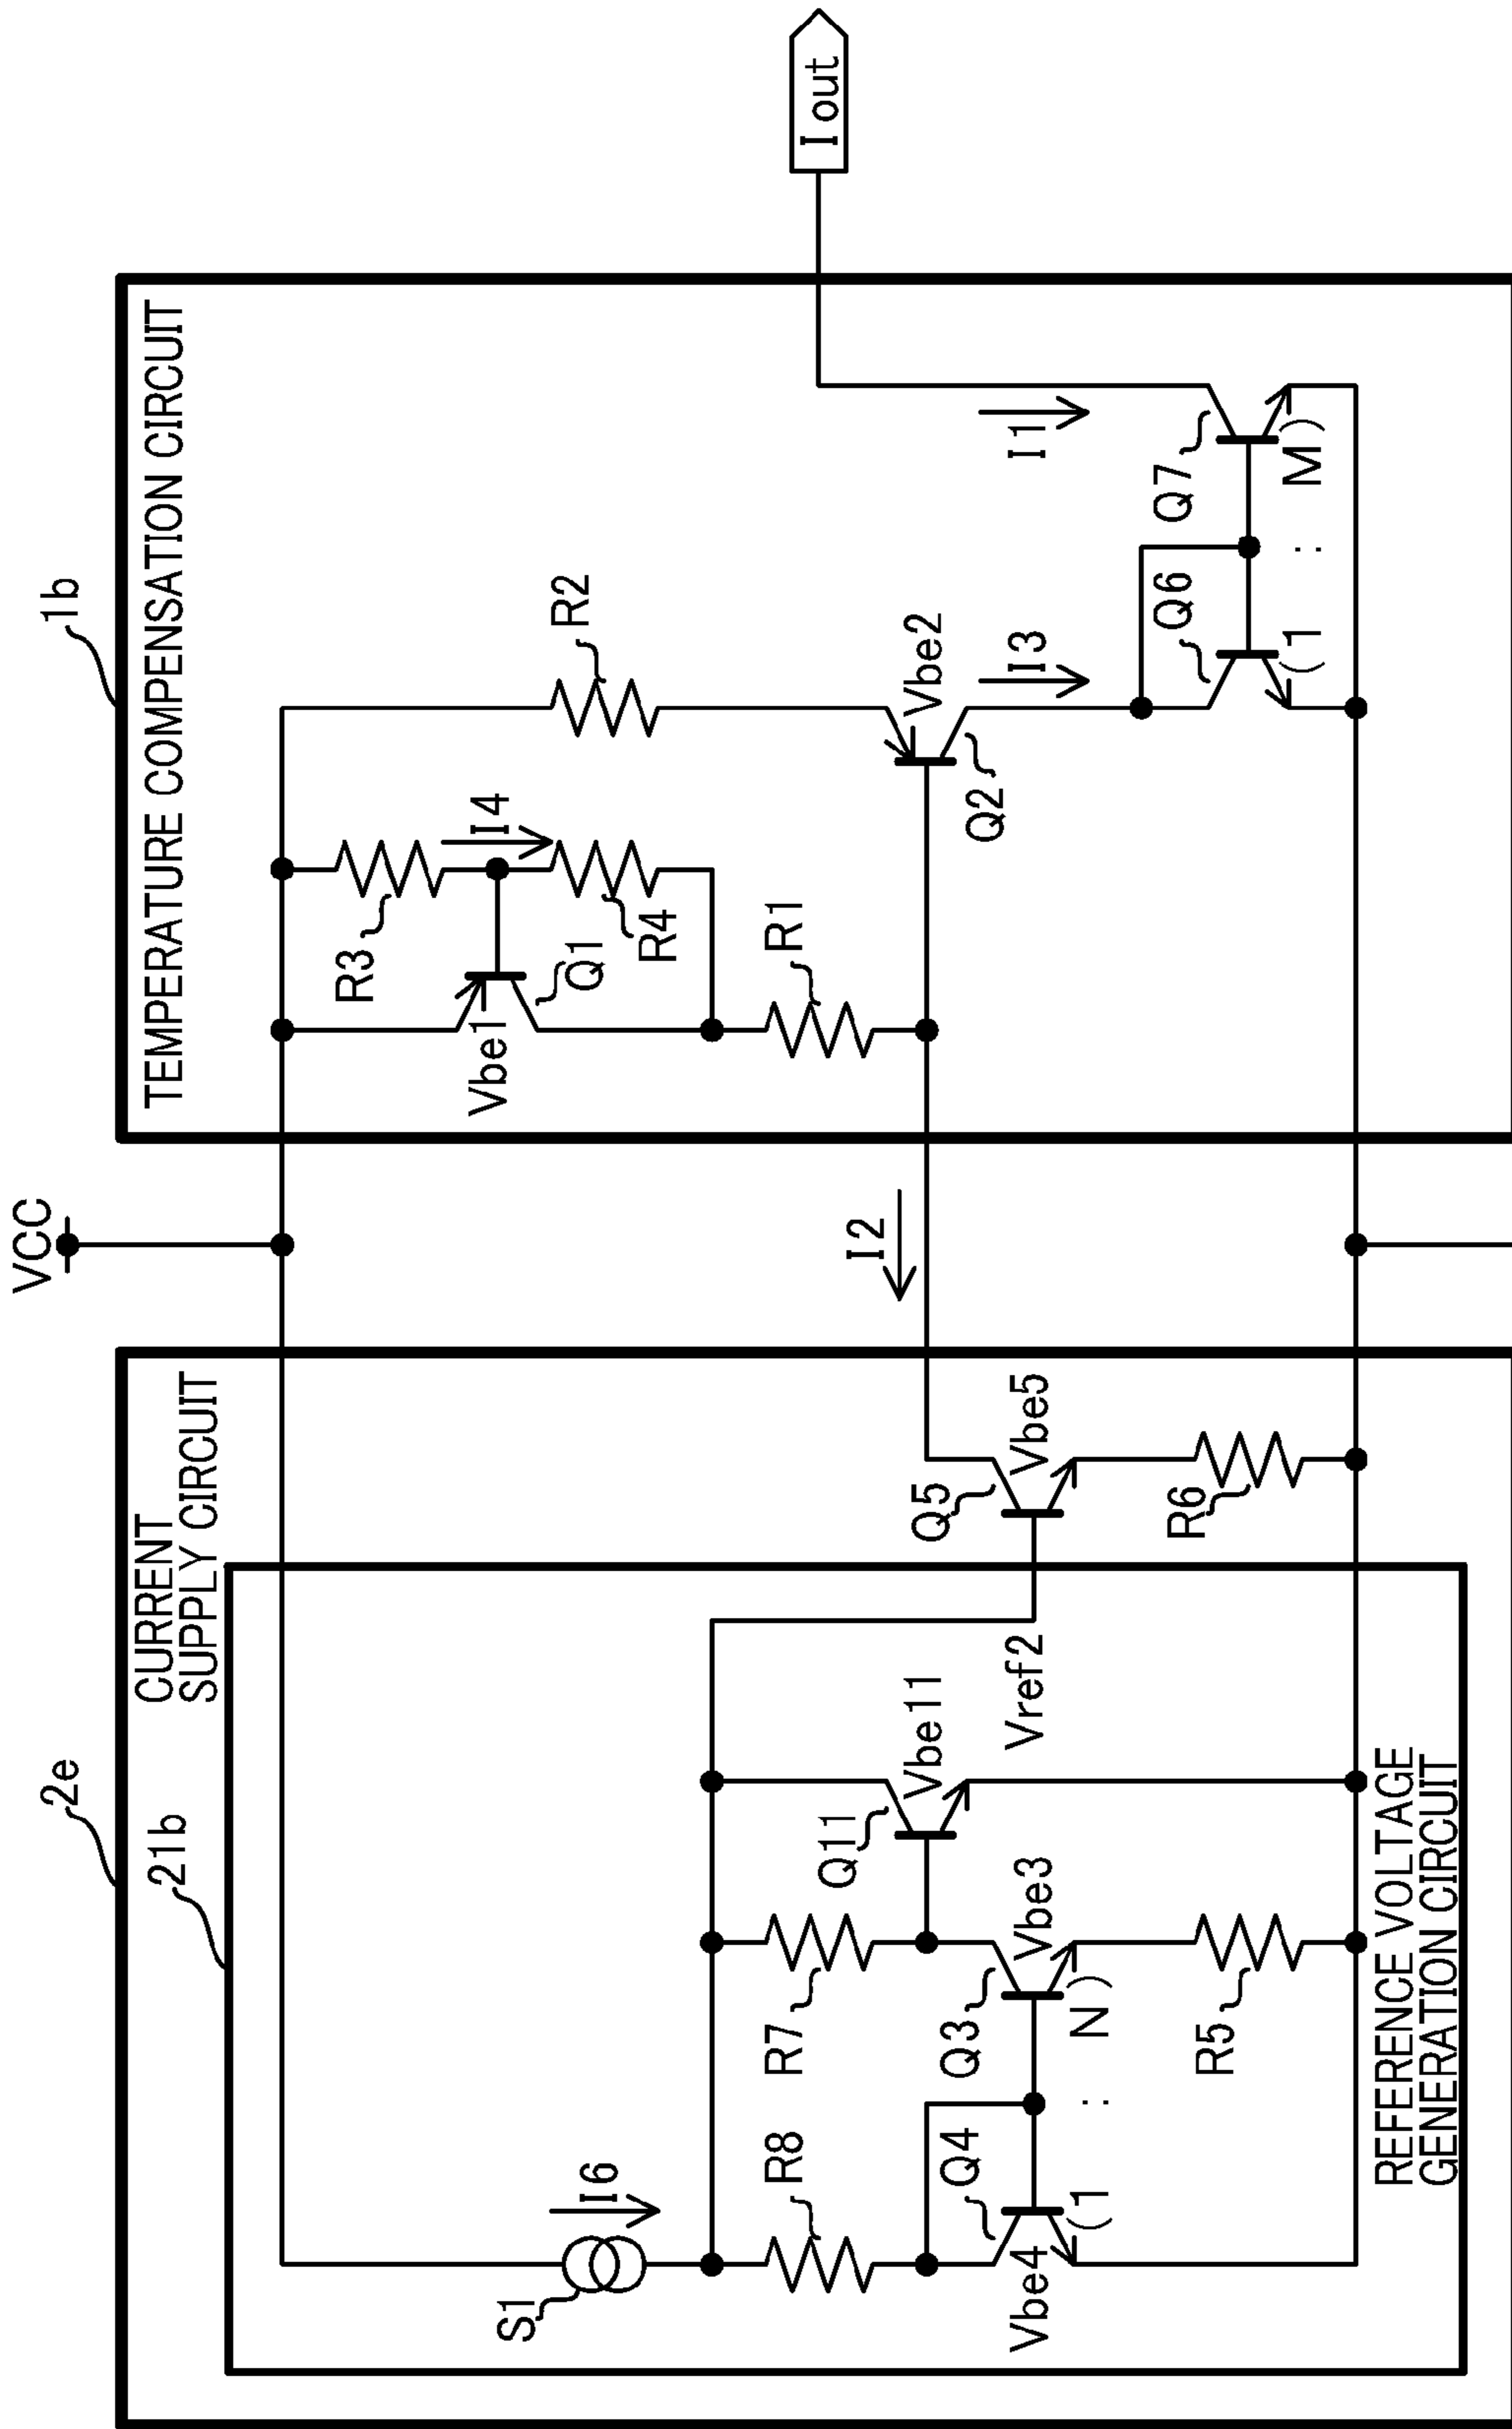 2e
CURRENT
SUPPLY CIRCUIT
21b
S1
I6
R8
R7
Q4
Vbe4
(1 : N)
Q3
Vbe3
R5
Q11
Vbe11
Vref2
REFERENCE VOLTAGE
GENERATION CIRCUIT
Q5
Vbe5
R6
VCC
I2
1b
TEMPERATURE COMPENSATION CIRCUIT
R3
I4
Vbe1
Q1
R4
R1
R2
Vbe2
Q2
I3
I1
Q6
Q7
(1 : M)
Iout